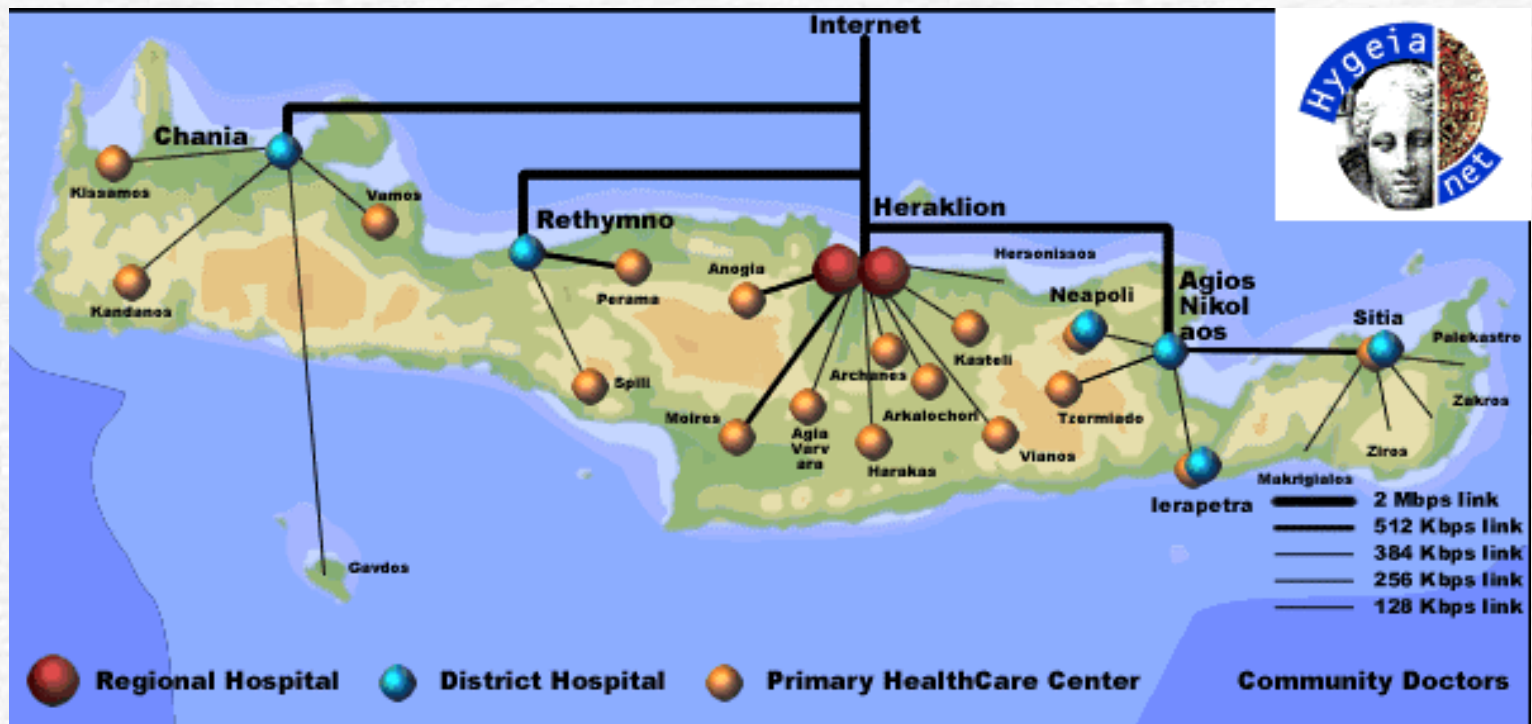 Internet
Hygeia
net
Chania
Kissamos
Vamos
Kandanos
Gavdos
Rethymno
Perama
Spili
Heraklion
Anogia
Hersonissos
Kasteli
Archanes
Arkalochori
Moires
Agia
Varv
ara
Harakas
Vianos
Neapoli
Agios
Nikol
aos
Tzermiado
Ierapetra
Sitia
Palekastro
Zakros
Ziros
Makrigialos
2 Mbps link
512 Kbps link
384 Kbps link
256 Kbps link
128 Kbps link
Regional Hospital
District Hospital
Primary HealthCare Center
Community Doctors